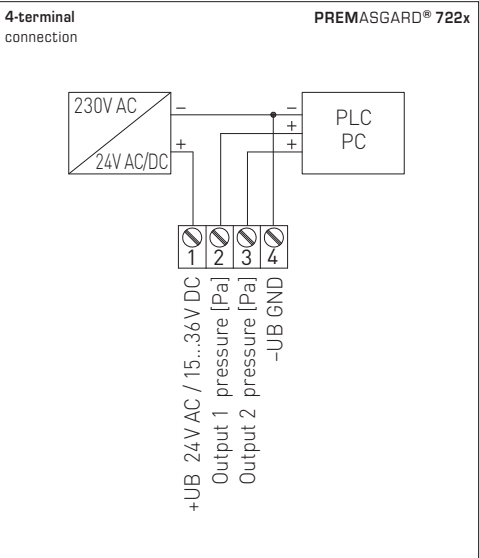 4-terminal
connection
PREMASGARD® 722x
230V AC
24V AC/DC
−
+
−
+
+
PLC
PC
1 2 3 4
+UB 24V AC / 15...36V DC
Output 1 pressure [Pa]
Output 2 pressure [Pa]
−UB GND